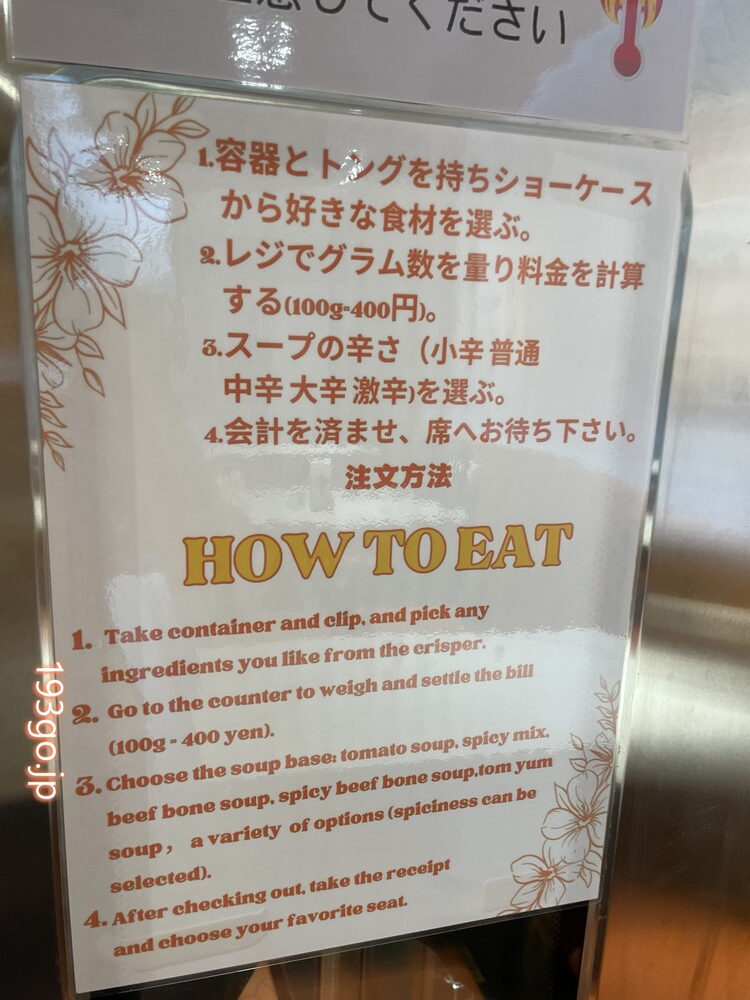 してください
1.容器とトングを持ちショーケース
から好きな食材を選ぶ。
2.レジでグラム数を量り料金を計算
する(100g-400円)。
3.スープの辛さ（小辛 普通
中辛 大辛 激辛)を選ぶ。
4.会計を済ませ、席へお待ち下さい。
注文方法
HOW TO EAT
1. Take container and clip, and pick any
ingredients you like from the crisper.
2. Go to the counter to weigh and settle the bill
(100g - 400 yen).
3. Choose the soup base: tomato soup, spicy mix,
beef bone soup, spicy beef bone soup,tom yum
soup， a variety of options (spiciness can be
selected).
4. After checking out, take the receipt
and choose your favorite seat.
193go.jp